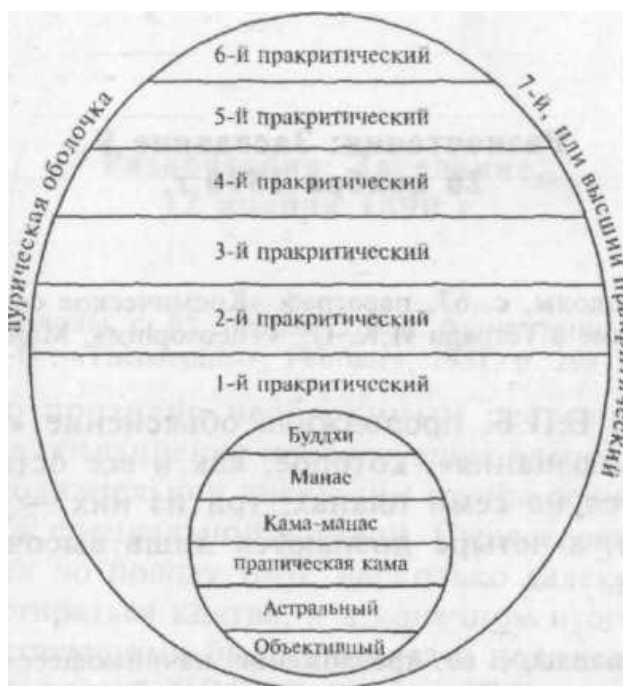 6-й пракритический
5-й пракритический
4-й пракритический
3-й пракритический
2-й пракритический
1-й пракритический
Буддхи
Манас
Кама-манас
праническая кама
Астральный
Объективный
аурическая оболочка
7-й, или высший пракритический